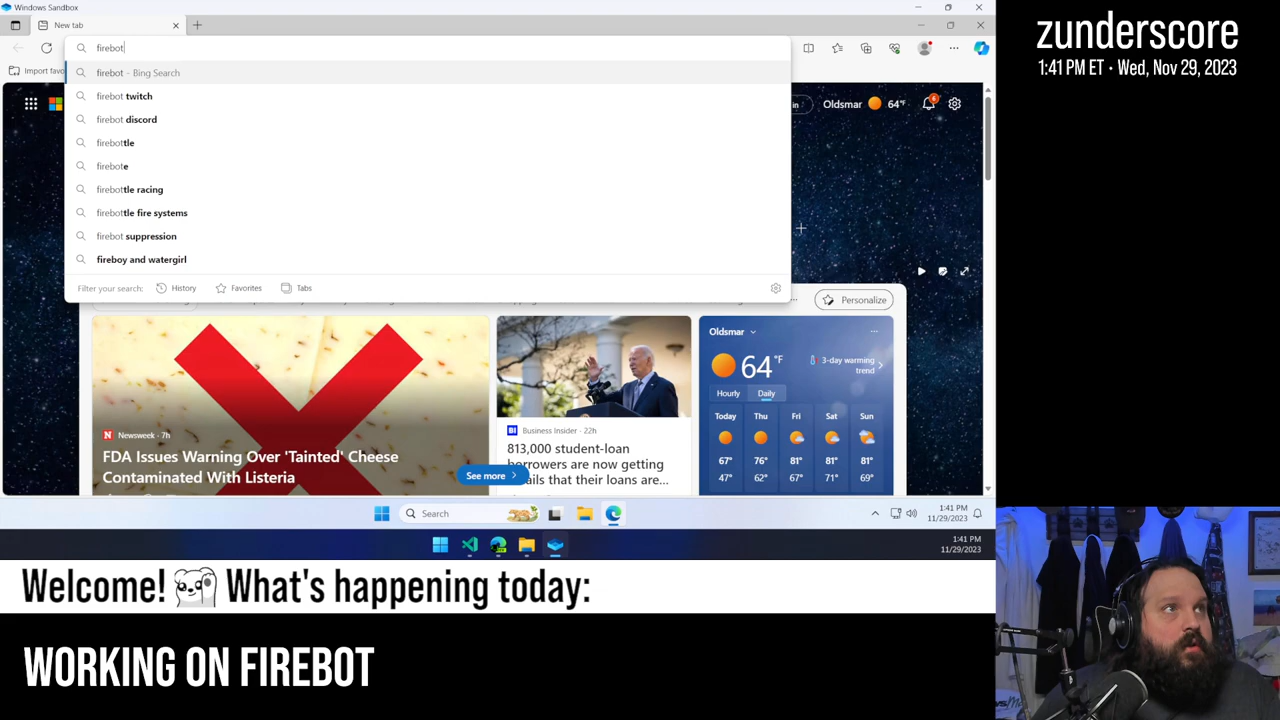 Windows Sandbox
New tab
firebot
Import favo
firebot - Bing Search
firebot twitch
firebot discord
firebottle
firebote
firebottle racing
firebottle fire systems
firebot suppression
fireboy and watergirl
Filter your search:
History
Favorites
Tabs
in
Oldsmar
64°F
6
Personalize
Newsweek · 7h
FDA Issues Warning Over 'Tainted' Cheese
Contaminated With Listeria
Business Insider · 22h
813,000 student-loan
borrowers are now getting
that their loans are...
See more
Oldsmar
64°F
3-day warming
trend
Hourly
Daily
Today Thu Fri Sat Sun
67° 76° 81° 81° 81°
47° 62° 67° 71° 69°
Search
1:41 PM
11/29/2023
1:41 PM
11/29/2023
zunderscore
1:41 PM ET • Wed, Nov 29, 2023
Welcome! What's happening today:
WORKING ON FIREBOT